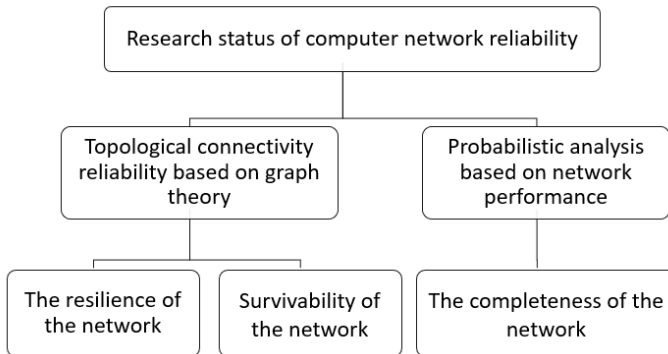 Research status of computer network reliability
Topological connectivity
reliability based on graph
theory
Probabilistic analysis
based on network
performance
The resilience of
the network
Survivability of
the network
The completeness of the
network